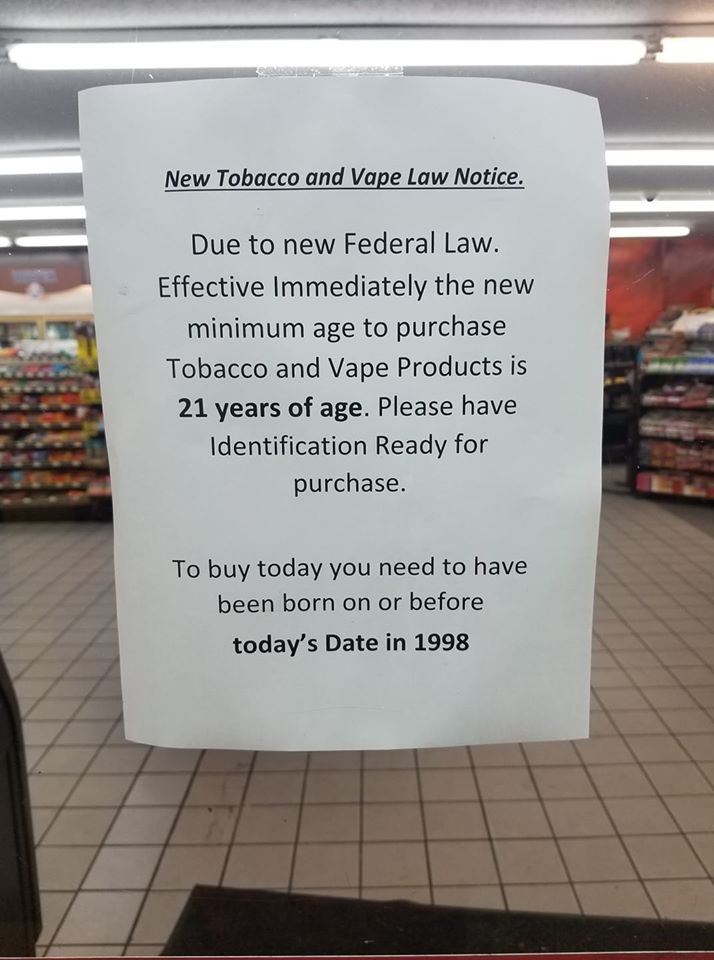 New Tobacco and Vape Law Notice.
Due to new Federal Law.
Effective Immediately the new
minimum age to purchase
Tobacco and Vape Products is
21 years of age. Please have
Identification Ready for
purchase.
To buy today you need to have
been born on or before
today's Date in 1998